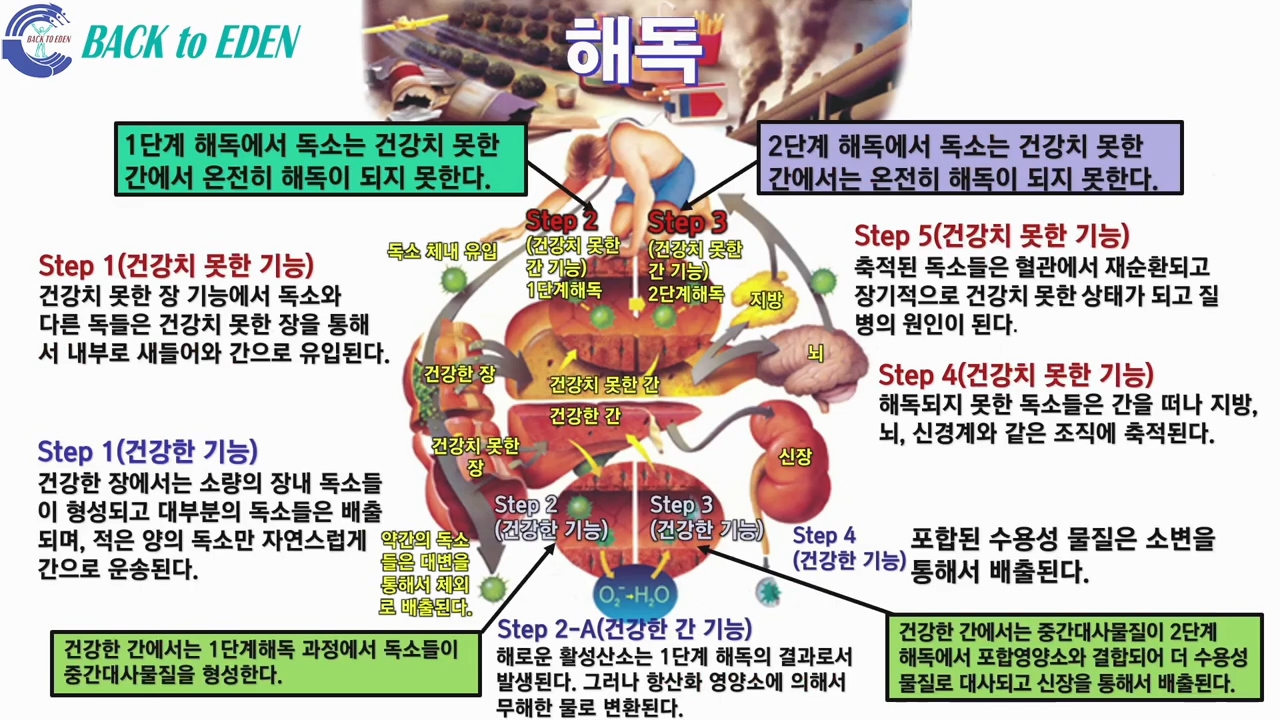 BACK TO EDEN
BACK to EDEN
해독
1단계 해독에서 독소는 건강치 못한
간에서 온전히 해독이 되지 못한다.
2단계 해독에서 독소는 건강치 못한
간에서는 온전히 해독이 되지 못한다.
독소 체내 유입
Step 2
(건강치 못한
간 기능)
1단계해독
Step 3
(건강치 못한
간 기능)
2단계해독
Step 1(건강치 못한 기능)
건강치 못한 장 기능에서 독소와
다른 독들은 건강치 못한 장을 통해
서 내부로 새들어와 간으로 유입된다.
Step 5(건강치 못한 기능)
축적된 독소들은 혈관에서 재순환되고
장기적으로 건강치 못한 상태가 되고 질
병의 원인이 된다.
지방
뇌
건강한 장
건강치 못한 간
건강한 간
Step 4(건강치 못한 기능)
해독되지 못한 독소들은 간을 떠나 지방,
뇌, 신경계와 같은 조직에 축적된다.
건강치 못한
장
신장
Step 1(건강한 기능)
건강한 장에서는 소량의 장내 독소들
이 형성되고 대부분의 독소들은 배출
되며, 적은 양의 독소만 자연스럽게
간으로 운송된다.
Step 2
(건강한 기능)
Step 3
(건강한 기능)
약간의 독소
들은 대변을
통해서 체외
로 배출된다.
Step 4
(건강한 기능)
포합된 수용성 물질은 소변을
통해서 배출된다.
O₂⁻→H₂O
건강한 간에서는 1단계해독 과정에서 독소들이
중간대사물질을 형성한다.
Step 2-A(건강한 간 기능)
해로운 활성산소는 1단계 해독의 결과로서
발생된다. 그러나 항산화 영양소에 의해서
무해한 물로 변환된다.
건강한 간에서는 중간대사물질이 2단계
해독에서 포합영양소와 결합되어 더 수용성
물질로 대사되고 신장을 통해서 배출된다.